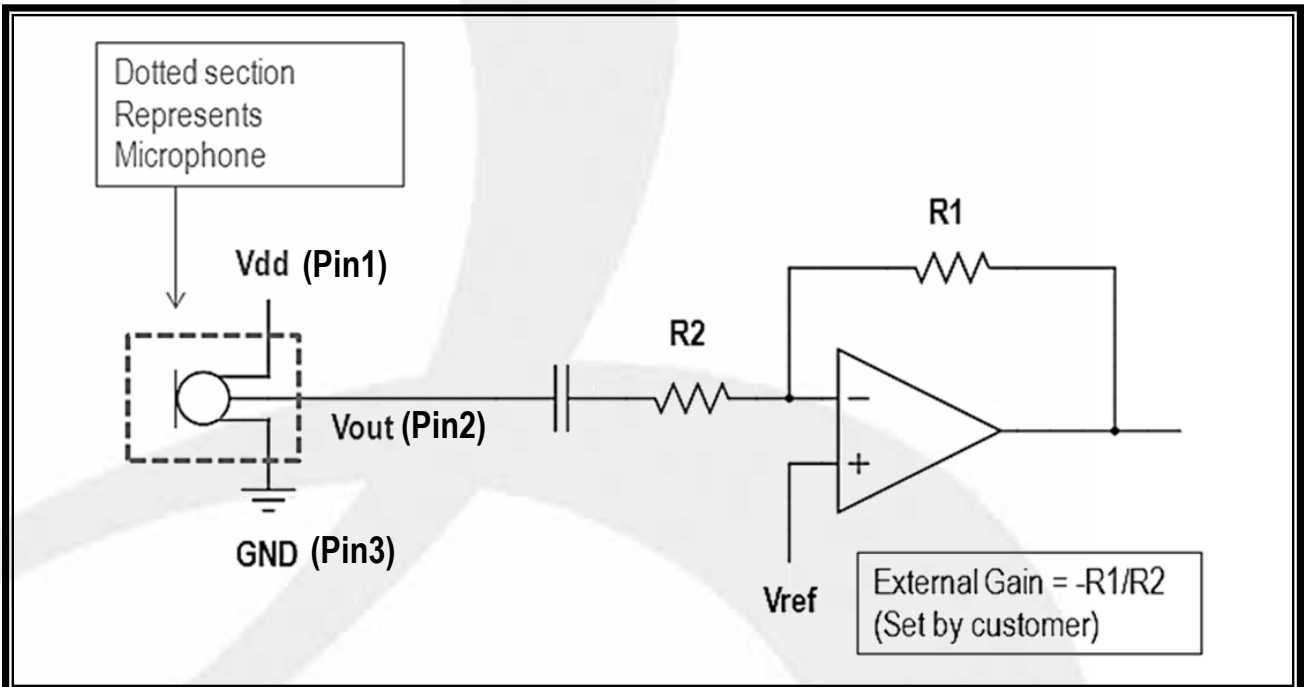 Dotted section
Represents
Microphone
Vdd (Pin1)
R1
R2
Vout (Pin2)
−
+
GND (Pin3)
Vref
External Gain = -R1/R2
(Set by customer)